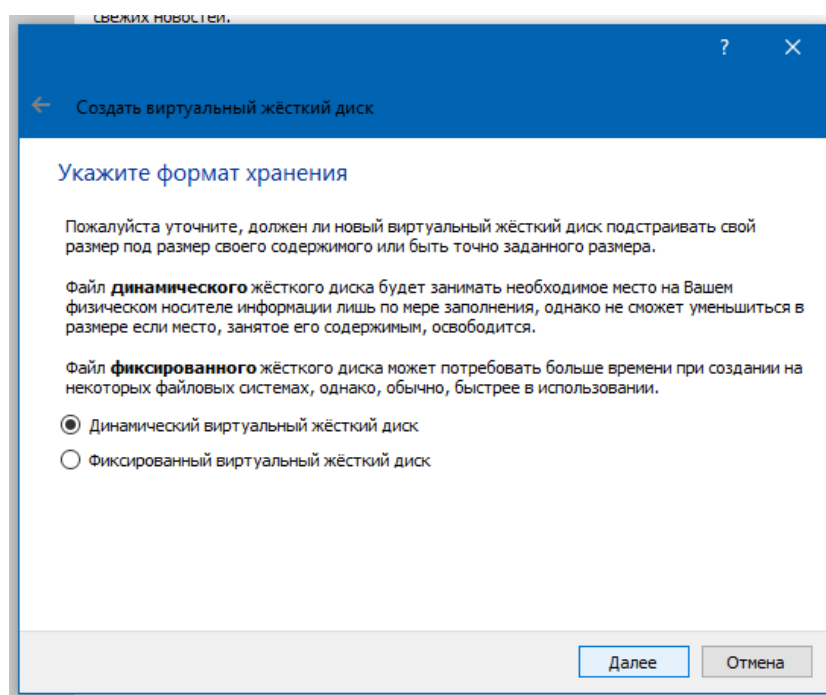 свежих новостей.
?
Создать виртуальный жёсткий диск
Укажите формат хранения
Пожалуйста уточните, должен ли новый виртуальный жёсткий диск подстраивать свой
размер под размер своего содержимого или быть точно заданного размера.
Файл динамического жёсткого диска будет занимать необходимое место на Вашем
физическом носителе информации лишь по мере заполнения, однако не сможет уменьшиться в
размере если место, занятое его содержимым, освободится.
Файл фиксированного жёсткого диска может потребовать больше времени при создании на
некоторых файловых системах, однако, обычно, быстрее в использовании.
Динамический виртуальный жёсткий диск
Фиксированный виртуальный жёсткий диск
Далее Отмена